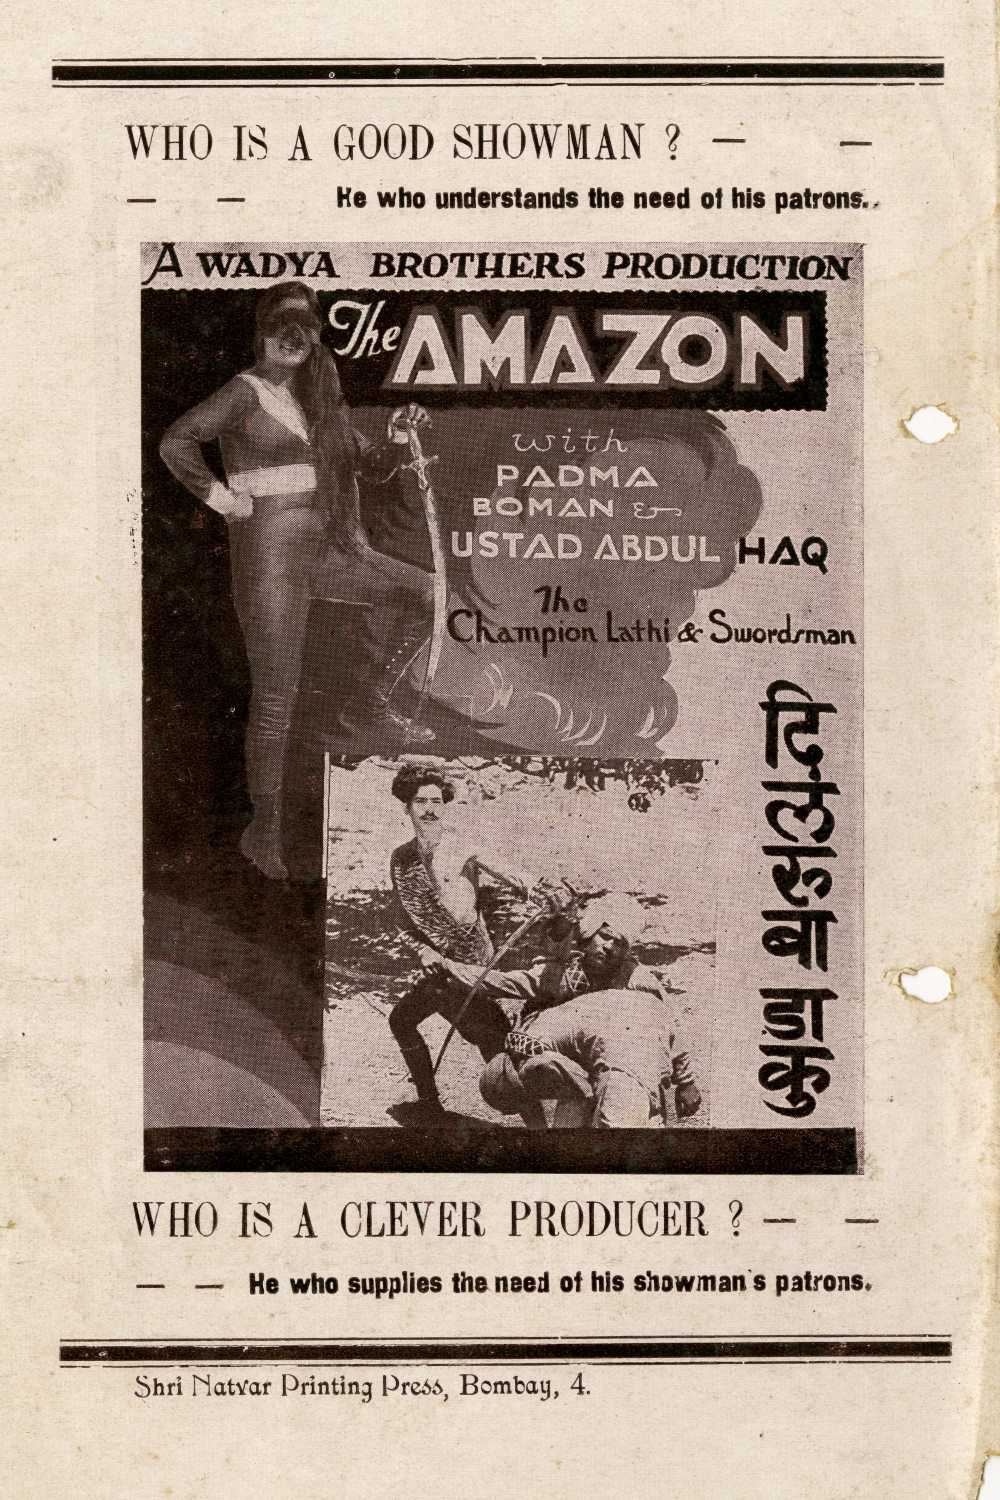 WHO IS A GOOD SHOWMAN ? — —
— — He who understands the need of his patrons..
A WADYA BROTHERS PRODUCTION
The AMAZON
with
PADMA
BOMAN &
USTAD ABDUL HAQ
The
Champion Lathi & Swordsman
दिलरुबा डाकु
WHO IS A CLEVER PRODUCER ? — —
— — He who supplies the need of his showman's patrons.
Shri Natvar Printing Press, Bombay, 4.